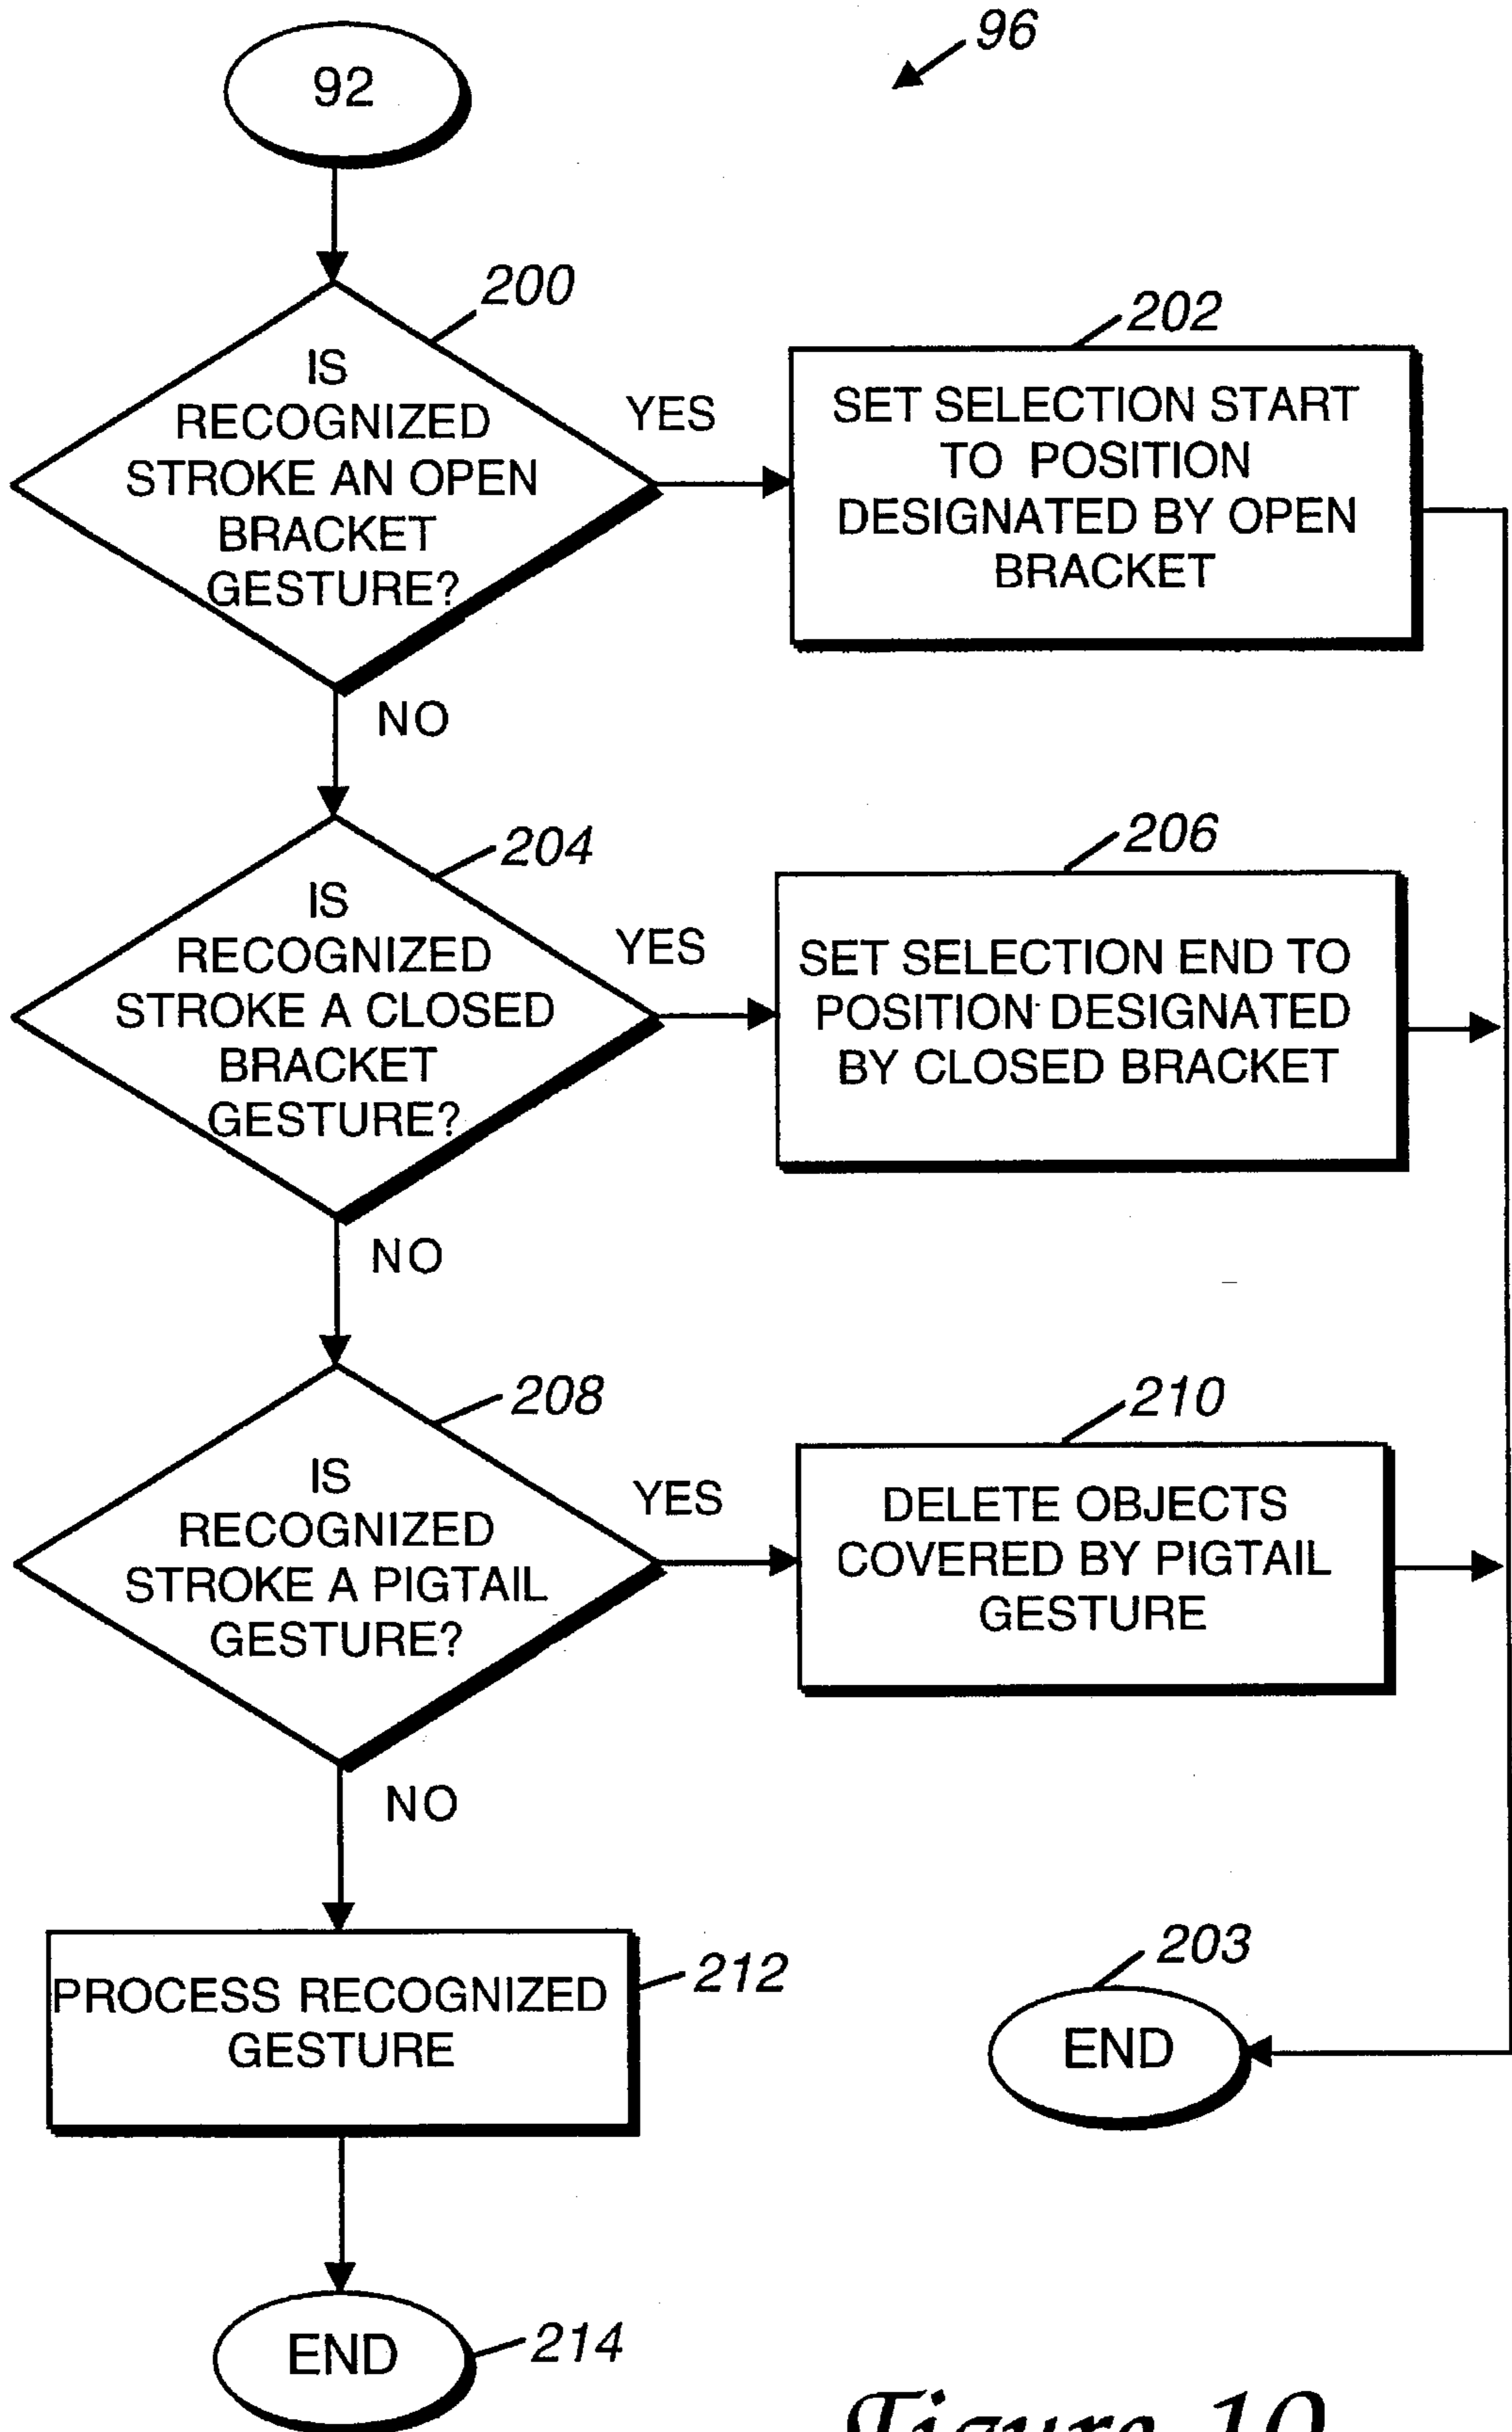 96
92
200
IS
RECOGNIZED
STROKE AN OPEN
BRACKET
GESTURE?
YES
202
SET SELECTION START
TO POSITION
DESIGNATED BY OPEN
BRACKET
NO
204
IS
RECOGNIZED
STROKE A CLOSED
BRACKET
GESTURE?
YES
206
SET SELECTION END TO
POSITION DESIGNATED
BY CLOSED BRACKET
NO
208
IS
RECOGNIZED
STROKE A PIGTAIL
GESTURE?
YES
210
DELETE OBJECTS
COVERED BY PIGTAIL
GESTURE
NO
PROCESS RECOGNIZED
GESTURE
212
203
END
END
214
Figure 10